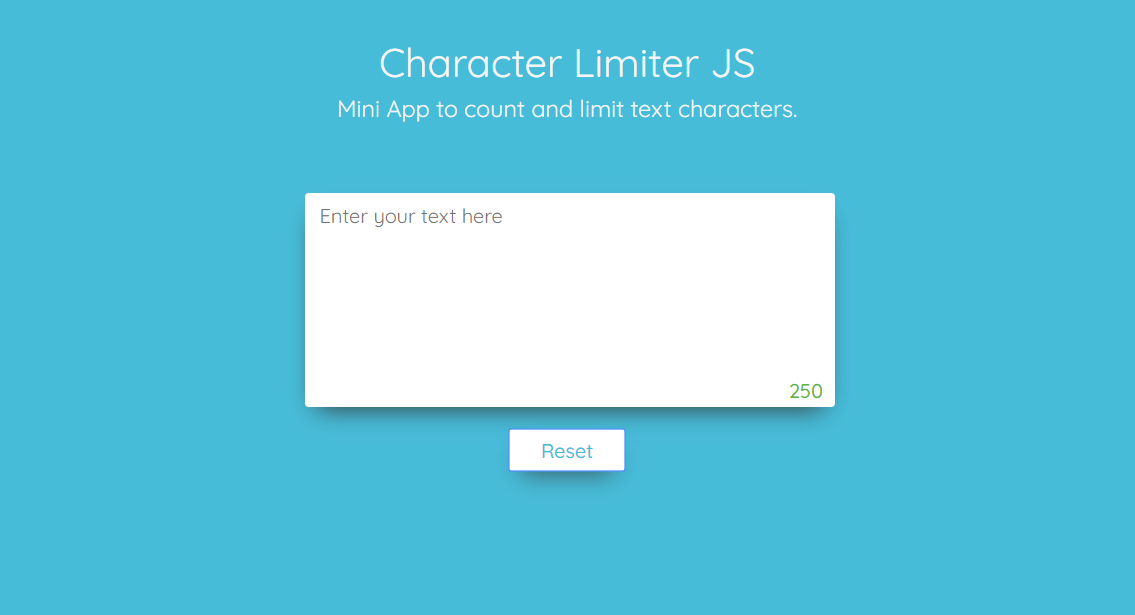 Character Limiter JS
Mini App to count and limit text characters.
Enter your text here
250
Reset